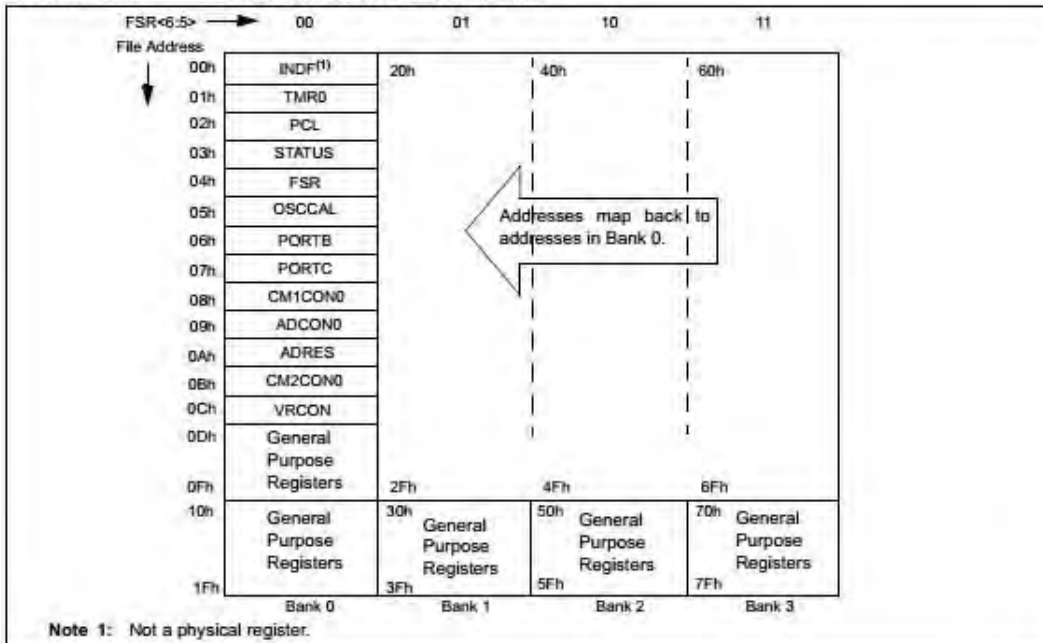 FSR<6:5> 00 01 10 11
File Address
00h INDF(1) 20h 40h 60h
01h TMR0
02h PCL
03h STATUS
04h FSR
05h OSCCAL
Addresses map back to
06h PORTB
addresses in Bank 0.
07h PORTC
08h CM1CON0
09h ADCON0
0Ah ADRES
0Bh CM2CON0
0Ch VRCON
0Dh General
Purpose
0Fh Registers 2Fh 4Fh 6Fh
10h General 30h General 50h General 70h General
Purpose Purpose Purpose Purpose
Registers Registers Registers Registers
1Fh 3Fh 5Fh 7Fh
Bank 0 Bank 1 Bank 2 Bank 3
Note 1: Not a physical register.